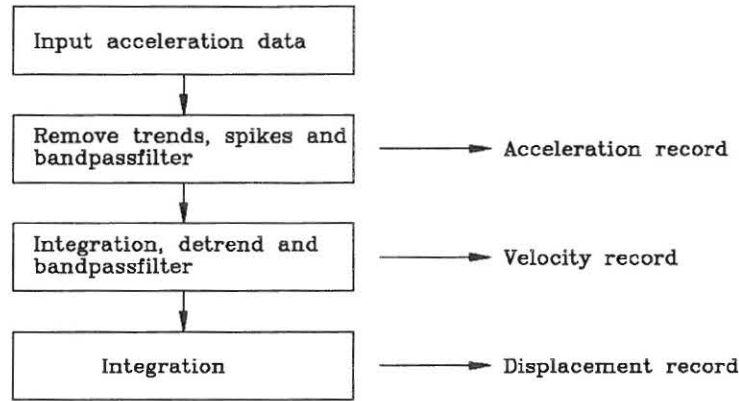 Input acceleration data
Remove trends, spikes and
bandpassfilter
Acceleration record
Integration, detrend and
bandpassfilter
Velocity record
Integration
Displacement record